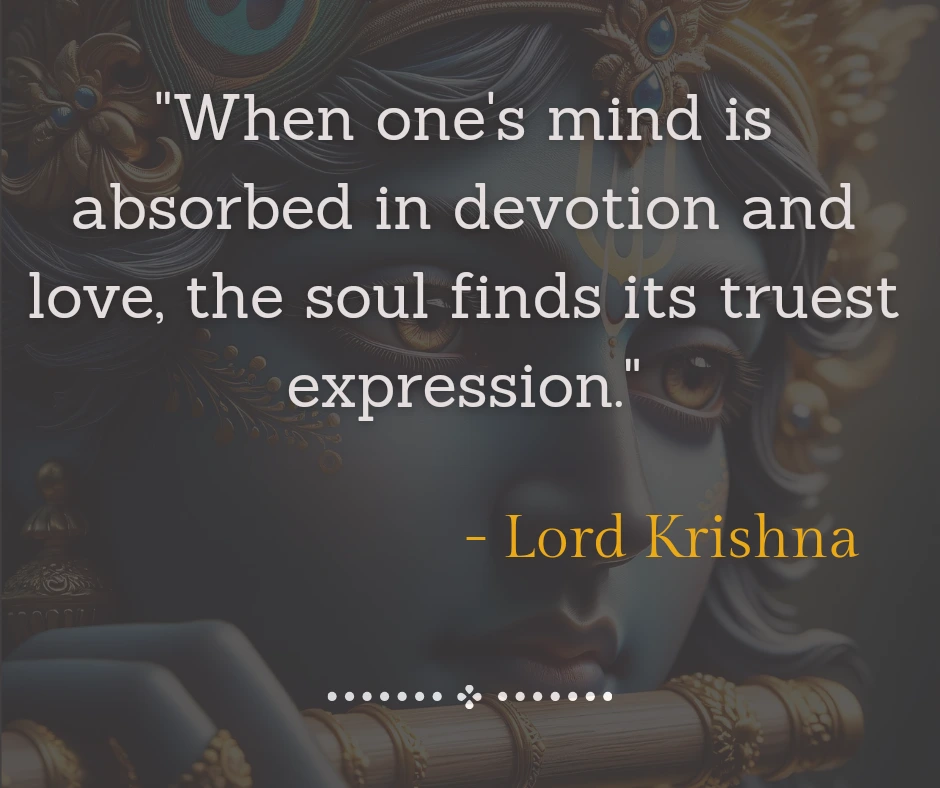 "When one's mind is
absorbed in devotion and
love, the soul finds its truest
expression."
- Lord Krishna